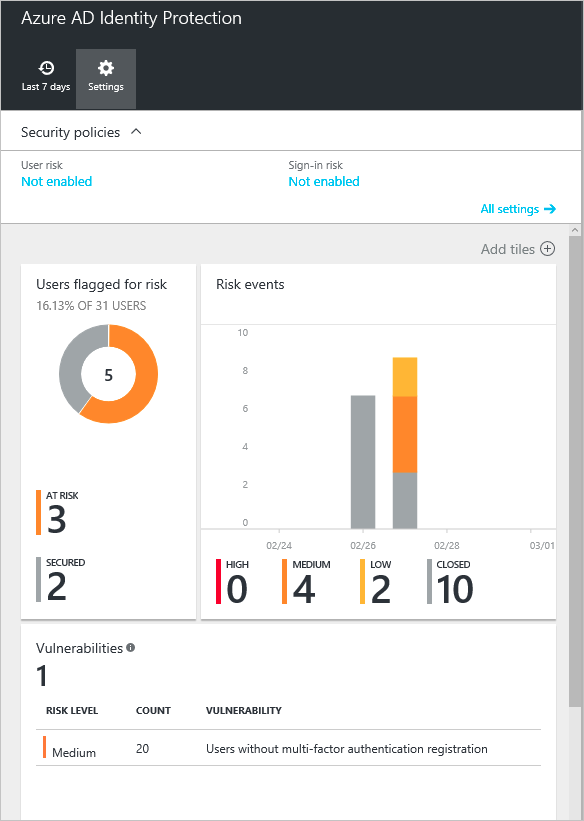 Azure AD Identity Protection
Last 7 days
Settings
Security policies
User risk
Not enabled
Sign-in risk
Not enabled
All settings
Add tiles
Users flagged for risk
16.13% OF 31 USERS
5
AT RISK
3
SECURED
2
Risk events
10
8
6
4
2
0
02/24 02/26 02/28 03/01
HIGH
0
MEDIUM
4
LOW
2
CLOSED
10
Vulnerabilities
1
RISK LEVEL COUNT VULNERABILITY
Medium 20 Users without multi-factor authentication registration